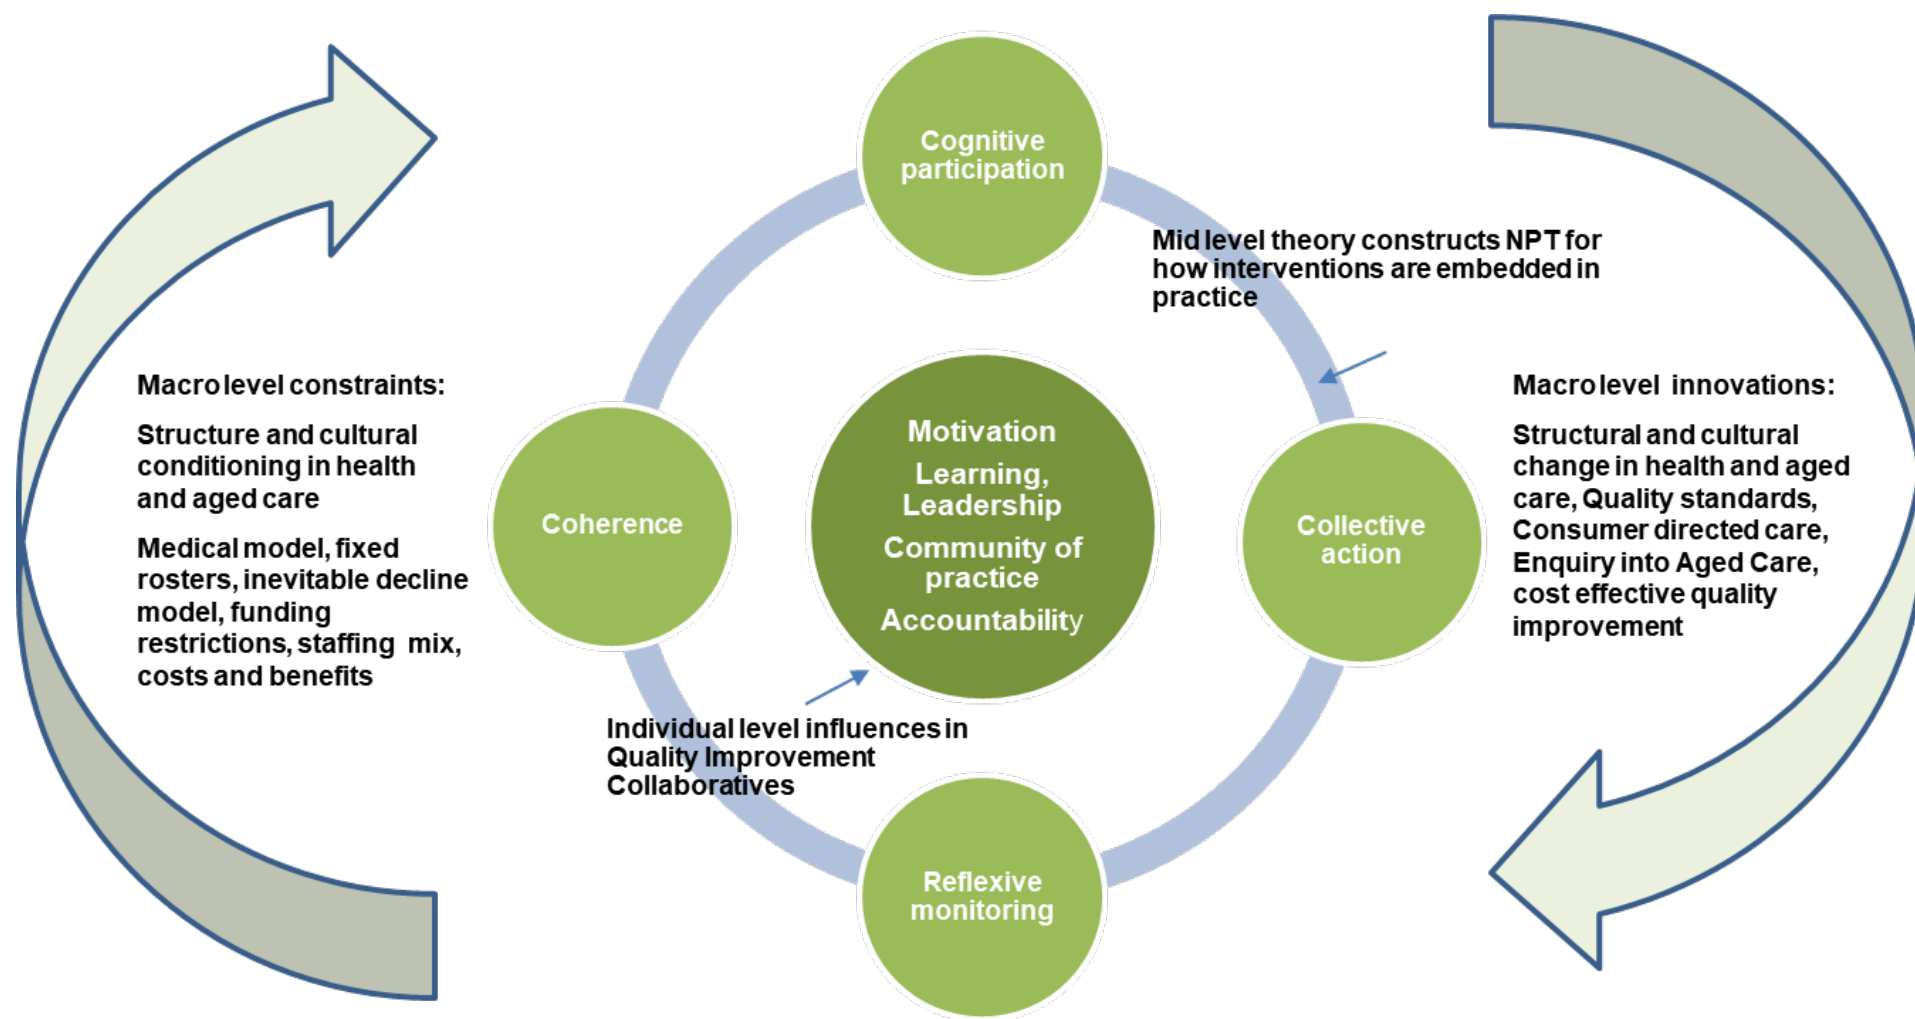 Cognitive
participation
Mid level theory constructs NPT for
how interventions are embedded in
practice
Macro level constraints:
Structure and cultural
conditioning in health
and aged care
Medical model, fixed
rosters, inevitable decline
model, funding
restrictions, staffing mix,
costs and benefits
Coherence
Motivation
Learning,
Leadership
Community of
practice
Accountability
Collective
action
Macro level innovations:
Structural and cultural
change in health and aged
care, Quality standards,
Consumer directed care,
Enquiry into Aged Care,
cost effective quality
improvement
Individual level influences in
Quality Improvement
Collaboratives
Reflexive
monitoring